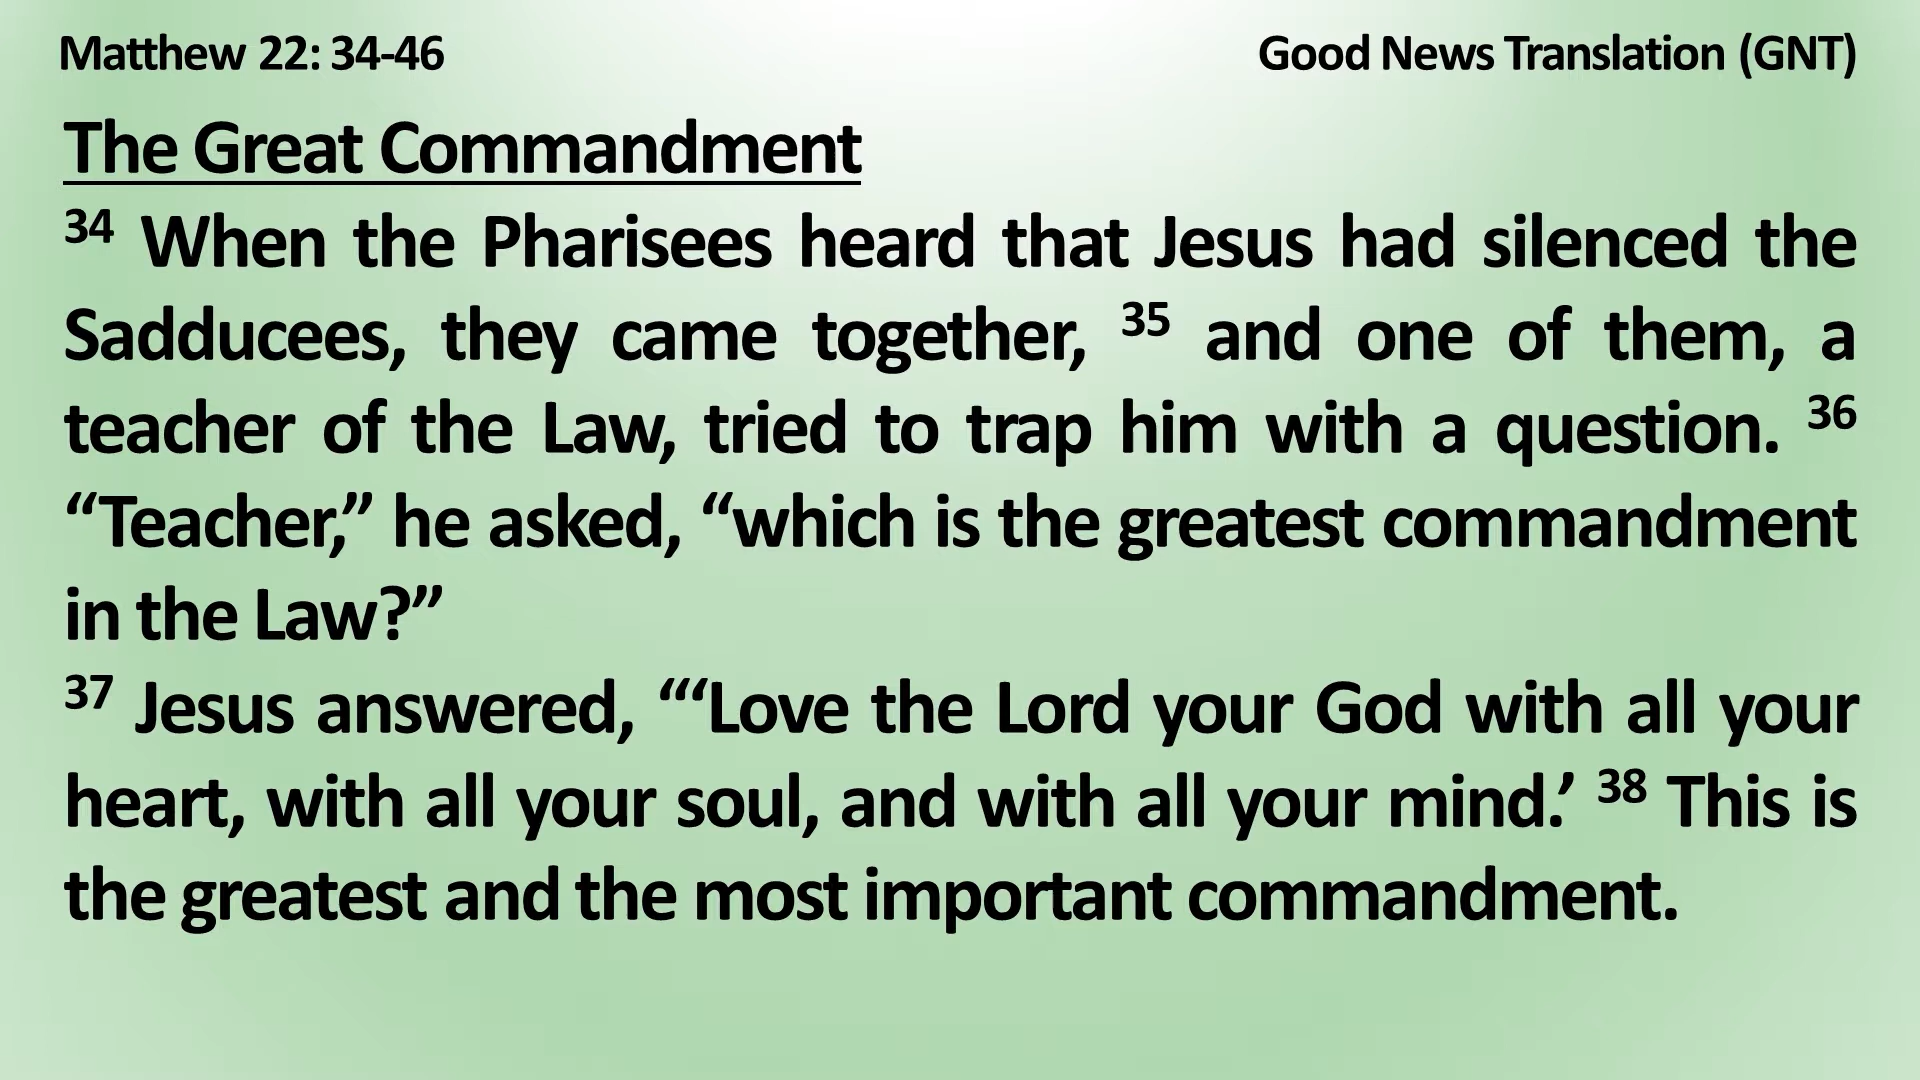 Matthew 22: 34-46
Good News Translation (GNT)
The Great Commandment
34 When the Pharisees heard that Jesus had silenced the
Sadducees, they came together, 35 and one of them, a
teacher of the Law, tried to trap him with a question. 36
“Teacher,” he asked, “which is the greatest commandment
in the Law?”
37 Jesus answered, “‘Love the Lord your God with all your
heart, with all your soul, and with all your mind.’ 38 This is
the greatest and the most important commandment.